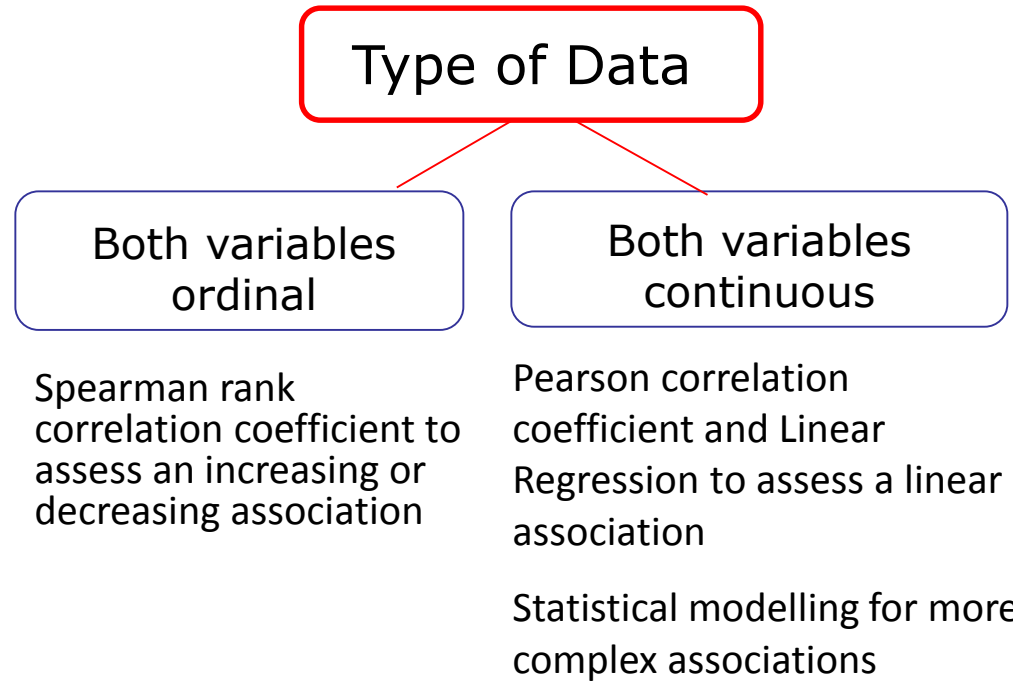 Type of Data
Both variables
ordinal
Both variables
continuous
Spearman rank
correlation coefficient to
assess an increasing or
decreasing association
Pearson correlation
coefficient and Linear
Regression to assess a linear
association
Statistical modelling for more
complex associations